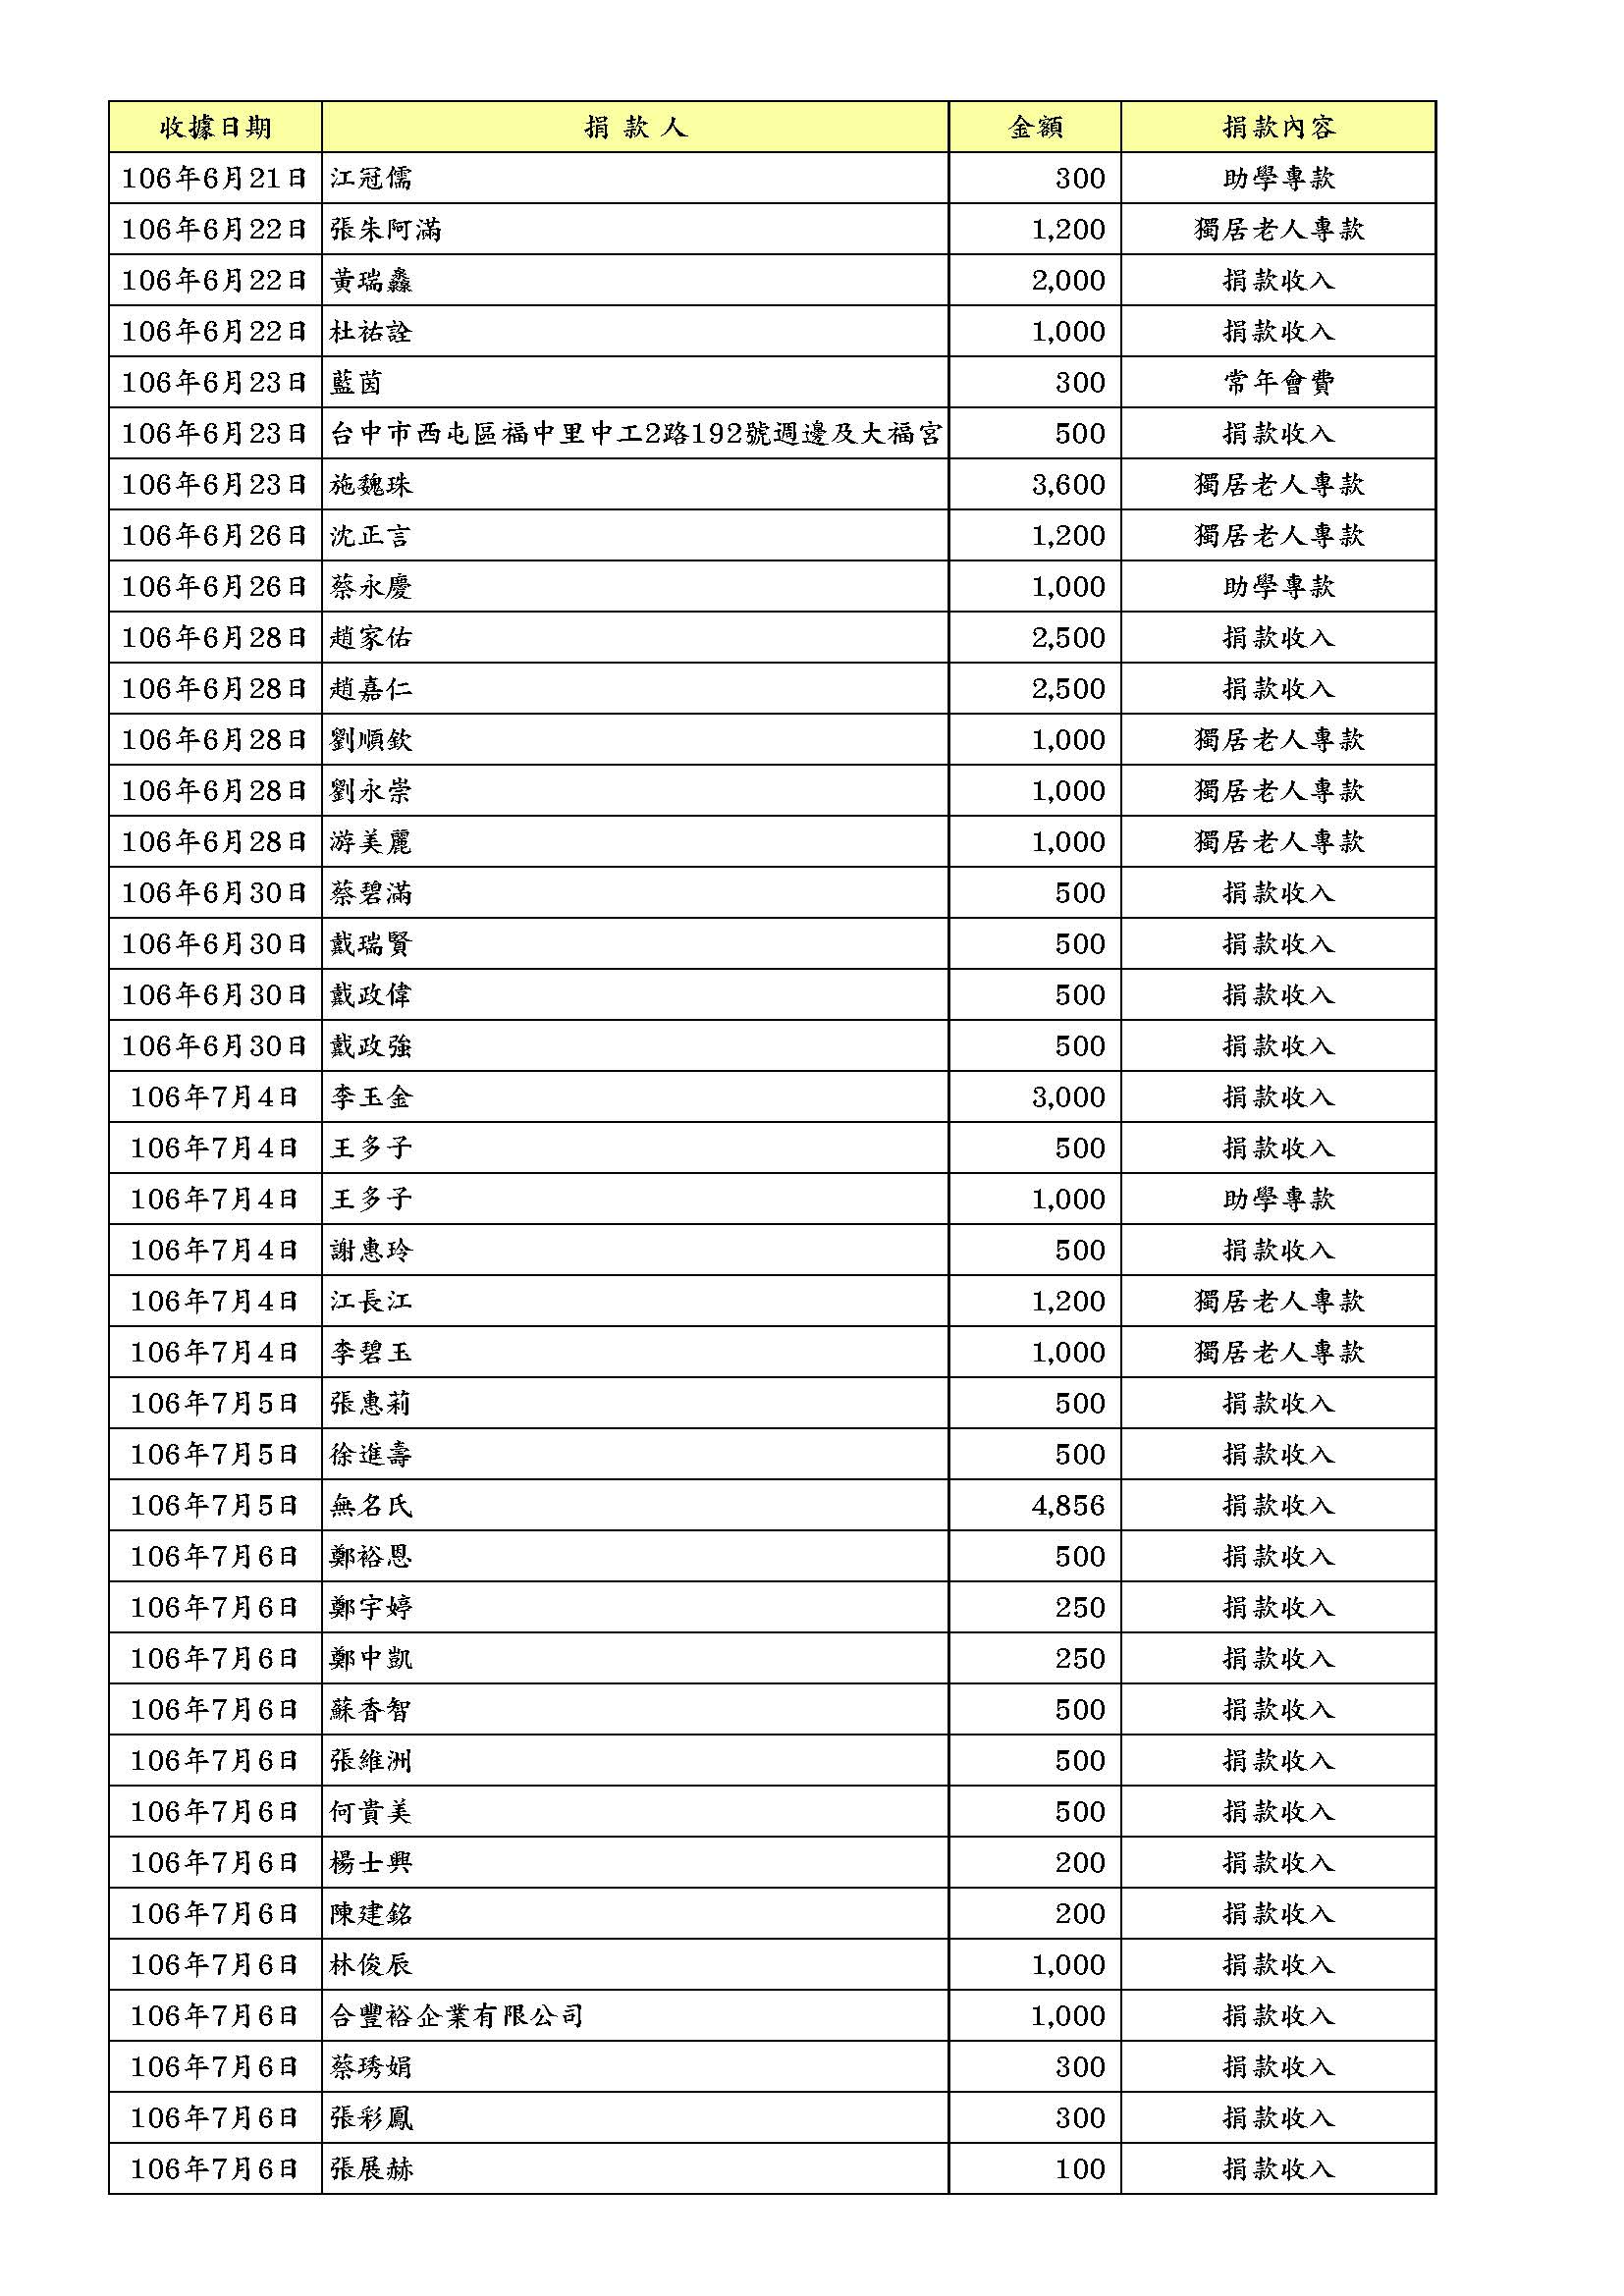 收據日期 捐 款 人 金額 捐款內容
106年6月21日 江冠儒 300 助學專款
106年6月22日 張朱阿滿 1,200 獨居老人專款
106年6月22日 黃瑞鱻 2,000 捐款收入
106年6月22日 杜祐詮 1,000 捐款收入
106年6月23日 藍茵 300 常年會費
106年6月23日 台中市西屯區福中里中工2路192號週邊及大福宮 500 捐款收入
106年6月23日 施魏珠 3,600 獨居老人專款
106年6月26日 沈正言 1,200 獨居老人專款
106年6月26日 蔡永慶 1,000 助學專款
106年6月28日 趙家佑 2,500 捐款收入
106年6月28日 趙嘉仁 2,500 捐款收入
106年6月28日 劉順欽 1,000 獨居老人專款
106年6月28日 劉永崇 1,000 獨居老人專款
106年6月28日 游美麗 1,000 獨居老人專款
106年6月30日 蔡碧滿 500 捐款收入
106年6月30日 戴瑞賢 500 捐款收入
106年6月30日 戴政偉 500 捐款收入
106年6月30日 戴政強 500 捐款收入
106年7月4日 李玉金 3,000 捐款收入
106年7月4日 王多子 500 捐款收入
106年7月4日 王多子 1,000 助學專款
106年7月4日 謝惠玲 500 捐款收入
106年7月4日 江長江 1,200 獨居老人專款
106年7月4日 李碧玉 1,000 獨居老人專款
106年7月5日 張惠莉 500 捐款收入
106年7月5日 徐進壽 500 捐款收入
106年7月5日 無名氏 4,856 捐款收入
106年7月6日 鄭裕恩 500 捐款收入
106年7月6日 鄭宇婷 250 捐款收入
106年7月6日 鄭中凱 250 捐款收入
106年7月6日 蘇香智 500 捐款收入
106年7月6日 張維洲 500 捐款收入
106年7月6日 何貴美 500 捐款收入
106年7月6日 楊士興 200 捐款收入
106年7月6日 陳建銘 200 捐款收入
106年7月6日 林俊辰 1,000 捐款收入
106年7月6日 合豐裕企業有限公司 1,000 捐款收入
106年7月6日 蔡琇娟 300 捐款收入
106年7月6日 張彩鳳 300 捐款收入
106年7月6日 張展赫 100 捐款收入